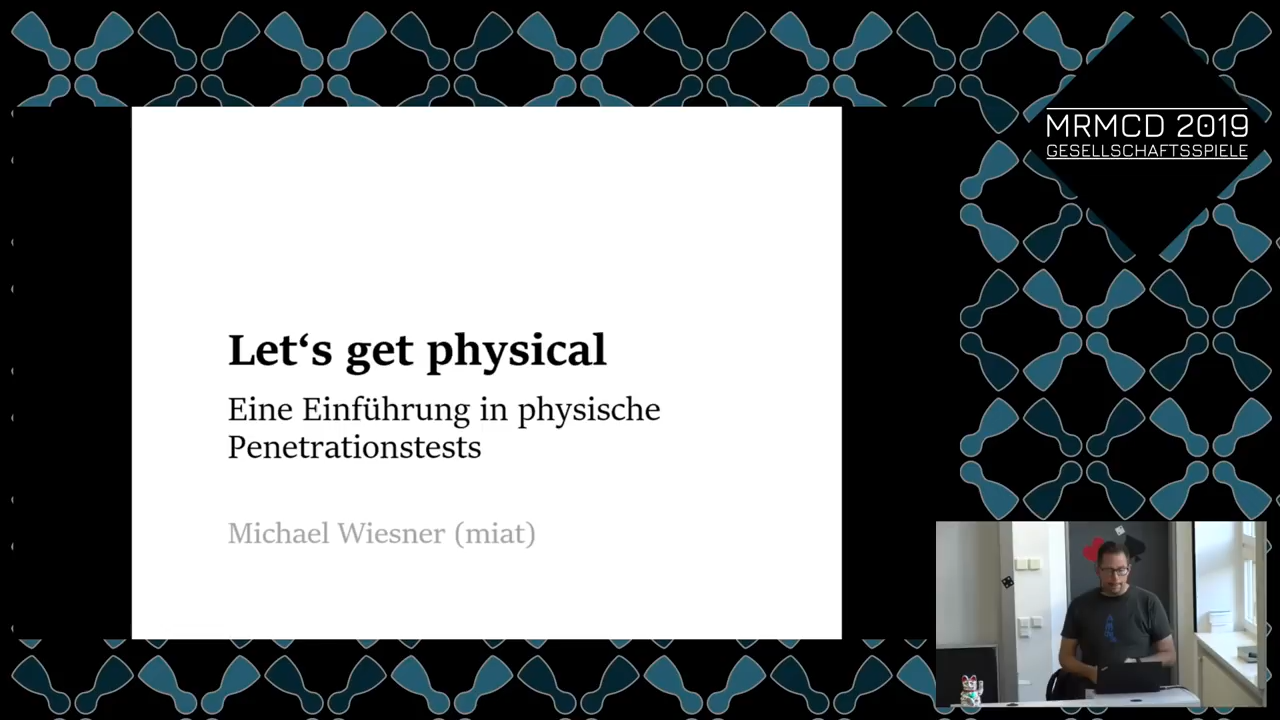 MRMCD 2019
GESELLSCHAFTSSPIELE
Let‘s get physical
Eine Einführung in physische
Penetrationstests
Michael Wiesner (miat)